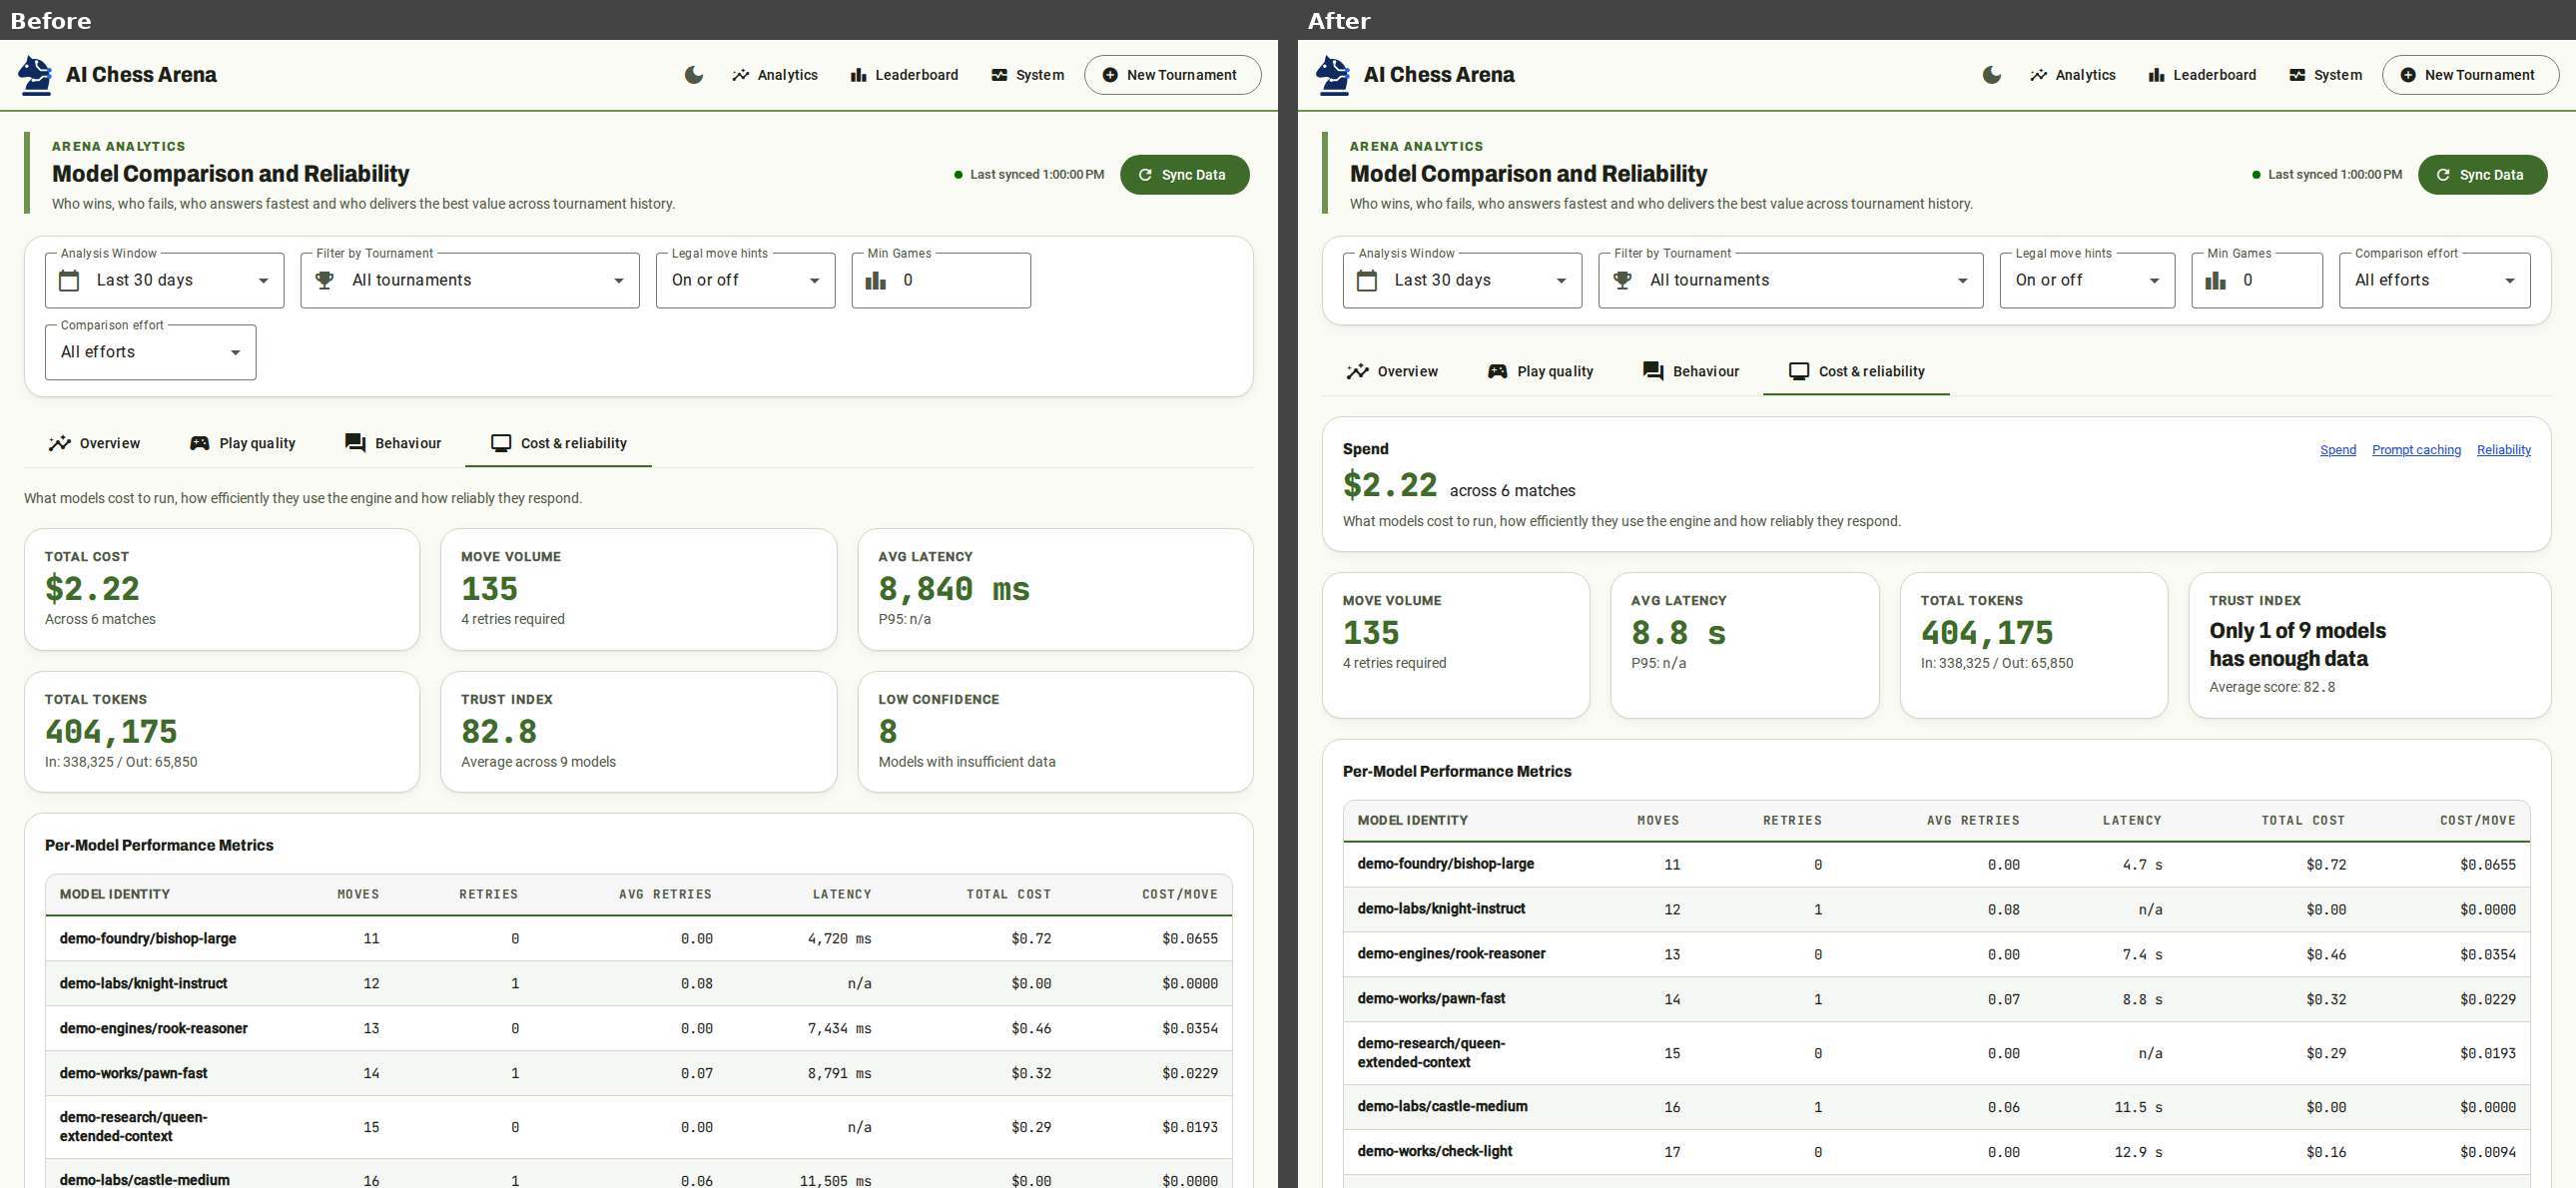 Before
AI Chess Arena
Analytics
Leaderboard
System
New Tournament
ARENA ANALYTICS
Model Comparison and Reliability
Who wins, who fails, who answers fastest and who delivers the best value across tournament history.
Last synced 1:00:00 PM
Sync Data
Analysis Window
Last 30 days
Filter by Tournament
All tournaments
Legal move hints
On or off
Min Games
0
Comparison effort
All efforts
Overview
Play quality
Behaviour
Cost & reliability
What models cost to run, how efficiently they use the engine and how reliably they respond.
TOTAL COST
$2.22
Across 6 matches
MOVE VOLUME
135
4 retries required
AVG LATENCY
8,840 ms
P95: n/a
TOTAL TOKENS
404,175
In: 338,325 / Out: 65,850
TRUST INDEX
82.8
Average across 9 models
LOW CONFIDENCE
8
Models with insufficient data
Per-Model Performance Metrics
MODEL IDENTITY MOVES RETRIES AVG RETRIES LATENCY TOTAL COST COST/MOVE
demo-foundry/bishop-large 11 0 0.00 4,720 ms $0.72 $0.0655
demo-labs/knight-instruct 12 1 0.08 n/a $0.00 $0.0000
demo-engines/rook-reasoner 13 0 0.00 7,434 ms $0.46 $0.0354
demo-works/pawn-fast 14 1 0.07 8,791 ms $0.32 $0.0229
demo-research/queen-
extended-context 15 0 0.00 n/a $0.29 $0.0193
demo-labs/castle-medium 16 1 0.06 11,505 ms $0.00 $0.0000
After
AI Chess Arena
Analytics
Leaderboard
System
New Tournament
ARENA ANALYTICS
Model Comparison and Reliability
Who wins, who fails, who answers fastest and who delivers the best value across tournament history.
Last synced 1:00:00 PM
Sync Data
Analysis Window
Last 30 days
Filter by Tournament
All tournaments
Legal move hints
On or off
Min Games
0
Comparison effort
All efforts
Overview
Play quality
Behaviour
Cost & reliability
Spend
Spend
Prompt caching
Reliability
$2.22 across 6 matches
What models cost to run, how efficiently they use the engine and how reliably they respond.
MOVE VOLUME
135
4 retries required
AVG LATENCY
8.8 s
P95: n/a
TOTAL TOKENS
404,175
In: 338,325 / Out: 65,850
TRUST INDEX
Only 1 of 9 models
has enough data
Average score: 82.8
Per-Model Performance Metrics
MODEL IDENTITY MOVES RETRIES AVG RETRIES LATENCY TOTAL COST COST/MOVE
demo-foundry/bishop-large 11 0 0.00 4.7 s $0.72 $0.0655
demo-labs/knight-instruct 12 1 0.08 n/a $0.00 $0.0000
demo-engines/rook-reasoner 13 0 0.00 7.4 s $0.46 $0.0354
demo-works/pawn-fast 14 1 0.07 8.8 s $0.32 $0.0229
demo-research/queen-
extended-context 15 0 0.00 n/a $0.29 $0.0193
demo-labs/castle-medium 16 1 0.06 11.5 s $0.00 $0.0000
demo-works/check-light 17 0 0.00 12.9 s $0.16 $0.0094